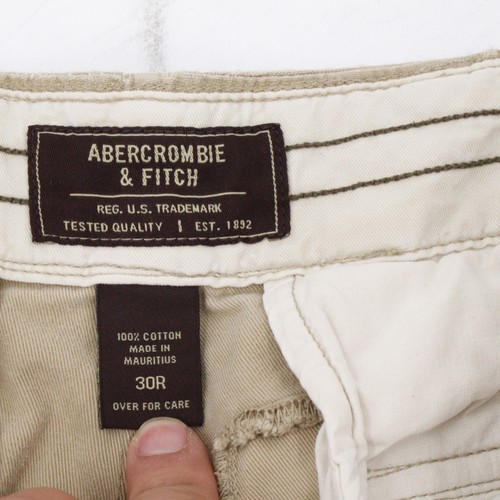 ABERCROMBIE
& FITCH
REG. U.S. TRADEMARK
TESTED QUALITY | EST. 1892
100% COTTON
MADE IN
MAURITIUS
30R
OVER FOR CARE